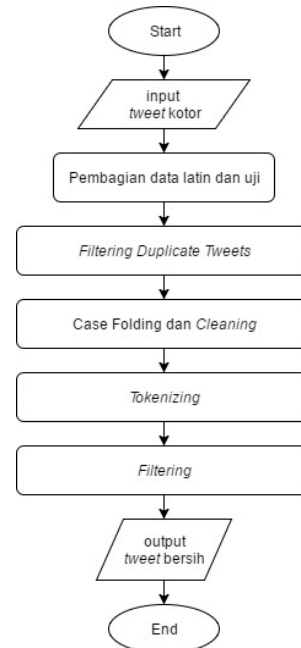 Start
input
tweet kotor
Pembagian data latin dan uji
Filtering Duplicate Tweets
Case Folding dan Cleaning
Tokenizing
Filtering
output
tweet bersih
End